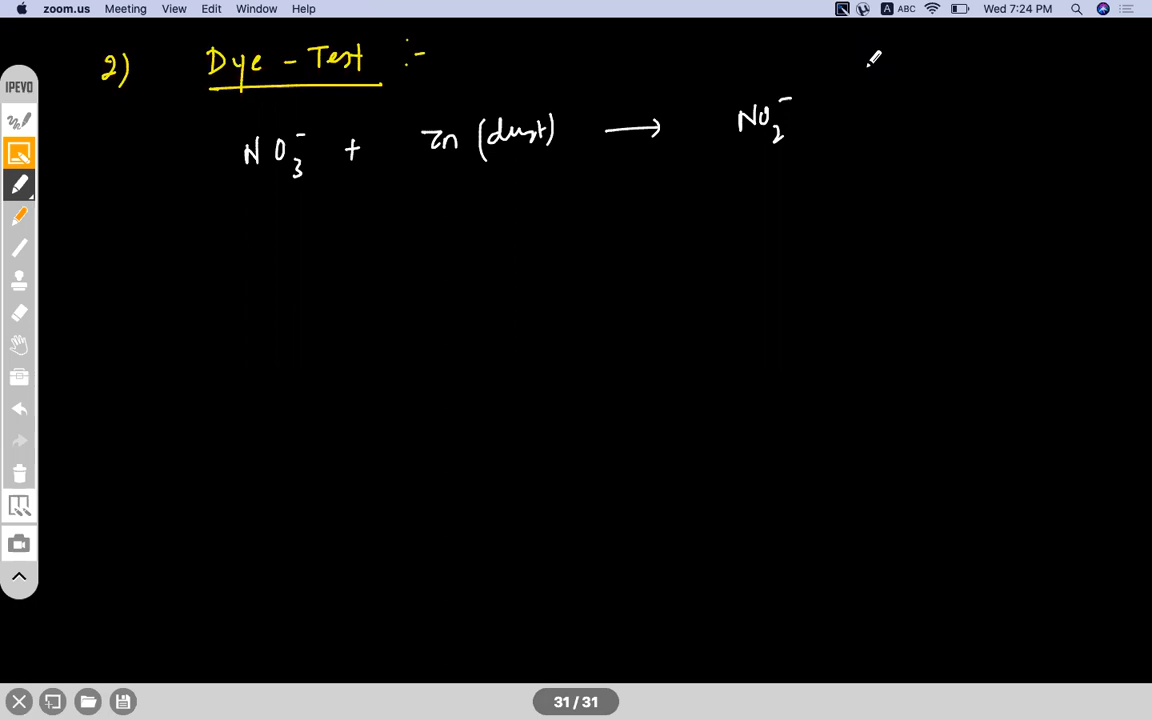 zoom.us Meeting View Edit Window Help A ABC Wed 7:24 PM
2) Dye - Test :-
IPEVO
NO₃⁻ + Zn (dust) ⟶ NO₂⁻
31 / 31